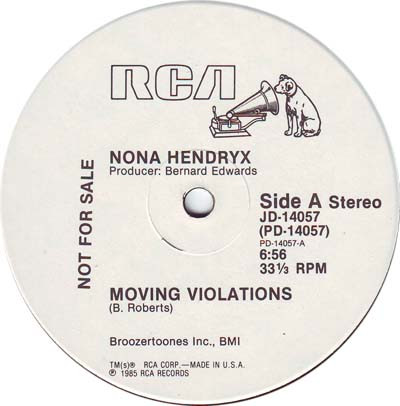 RCA
NONA HENDRYX
Producer: Bernard Edwards
NOT FOR SALE
Side A Stereo
JD-14057
(PD-14057)
PD-14057-A
6:56
33⅓ RPM
MOVING VIOLATIONS
(B. Roberts)
Broozertoones Inc., BMI
TM(s)® RCA CORP.—MADE IN U.S.A.
℗ 1985 RCA RECORDS